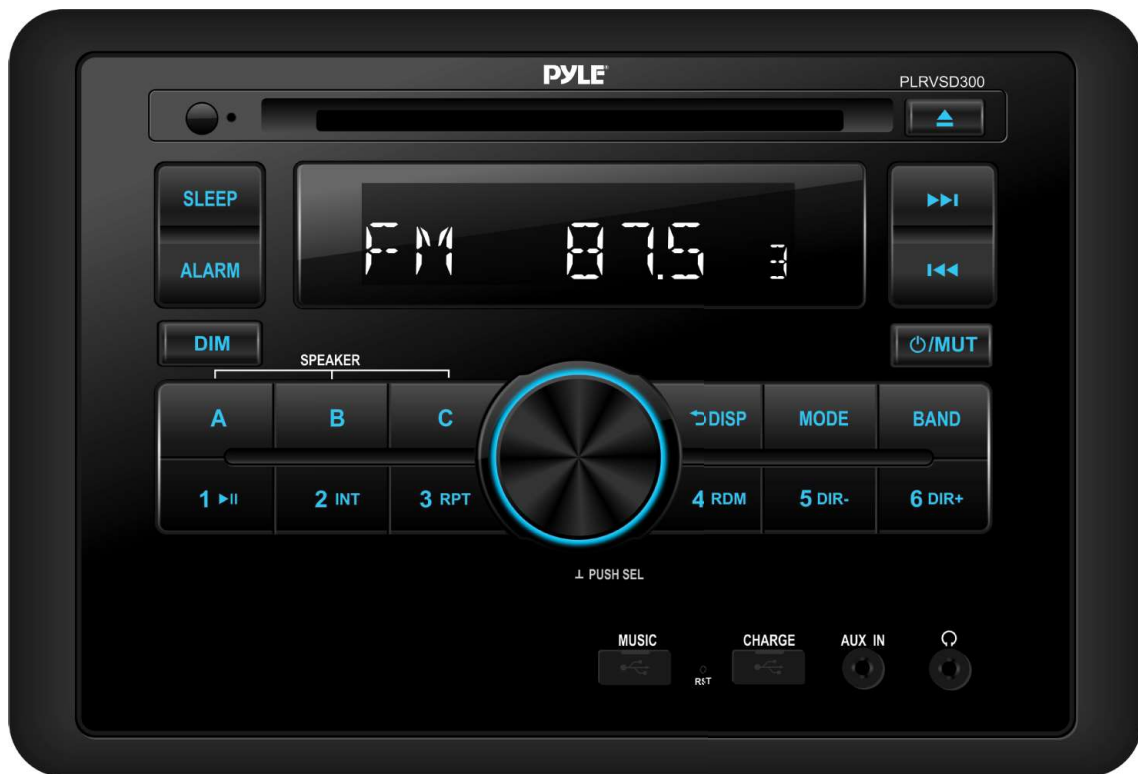 PYLE®
PLRVSD300
SLEEP
FM 87.5 3
ALARM
DIM
⏻/MUT
SPEAKER
A B C DISP MODE BAND
1 2 INT 3 RPT 4 RDM 5 DIR- 6 DIR+
PUSH SEL
MUSIC CHARGE AUX IN
RST